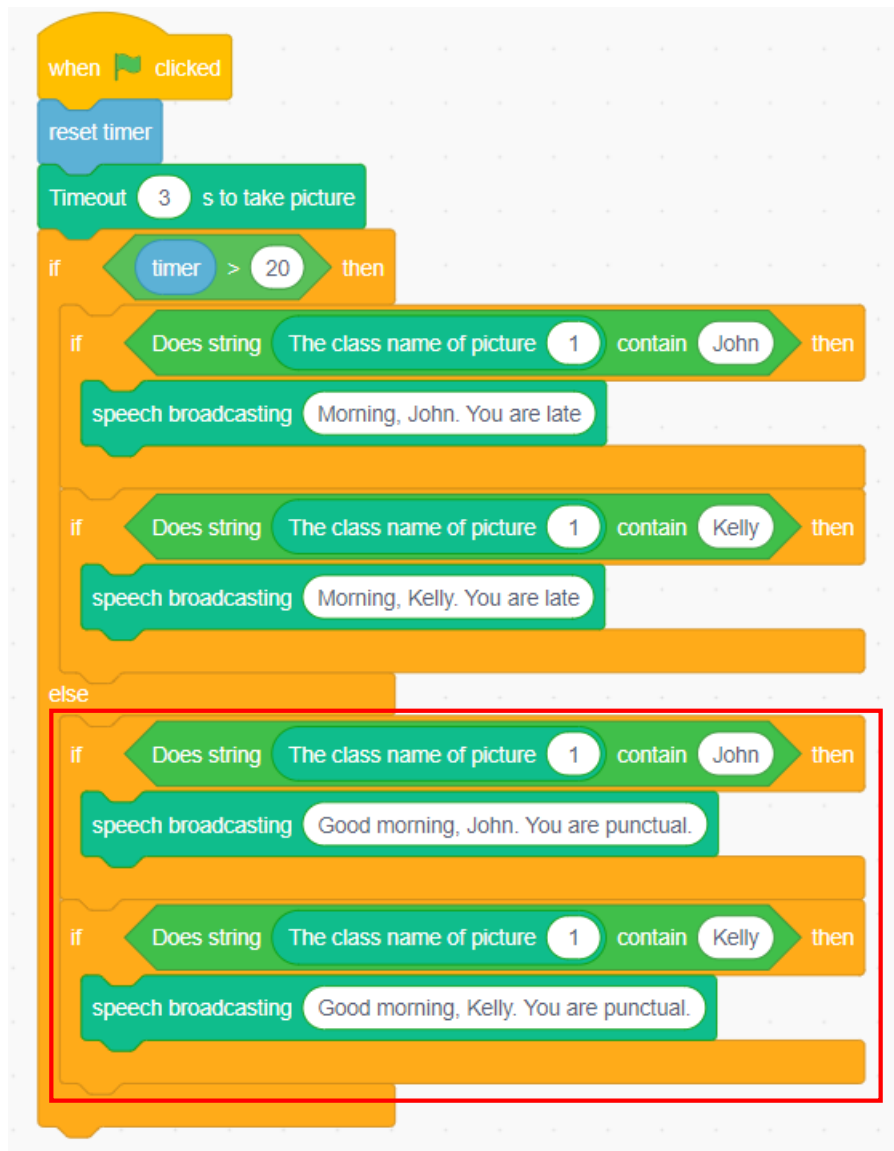 when clicked
reset timer
Timeout 3 s to take picture
if timer > 20 then
if Does string The class name of picture 1 contain John then
speech broadcasting Morning, John. You are late
if Does string The class name of picture 1 contain Kelly then
speech broadcasting Morning, Kelly. You are late
else
if Does string The class name of picture 1 contain John then
speech broadcasting Good morning, John. You are punctual.
if Does string The class name of picture 1 contain Kelly then
speech broadcasting Good morning, Kelly. You are punctual.